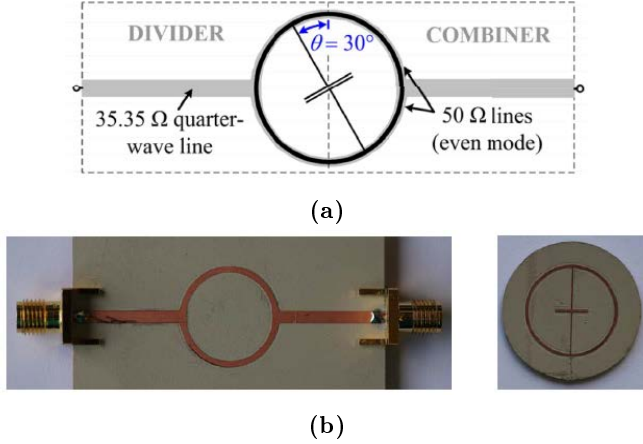 DIVIDER
COMBINER
θ = 30°
35.35 Ω quarter-
wave line
50 Ω lines
(even mode)
(a)
(b)